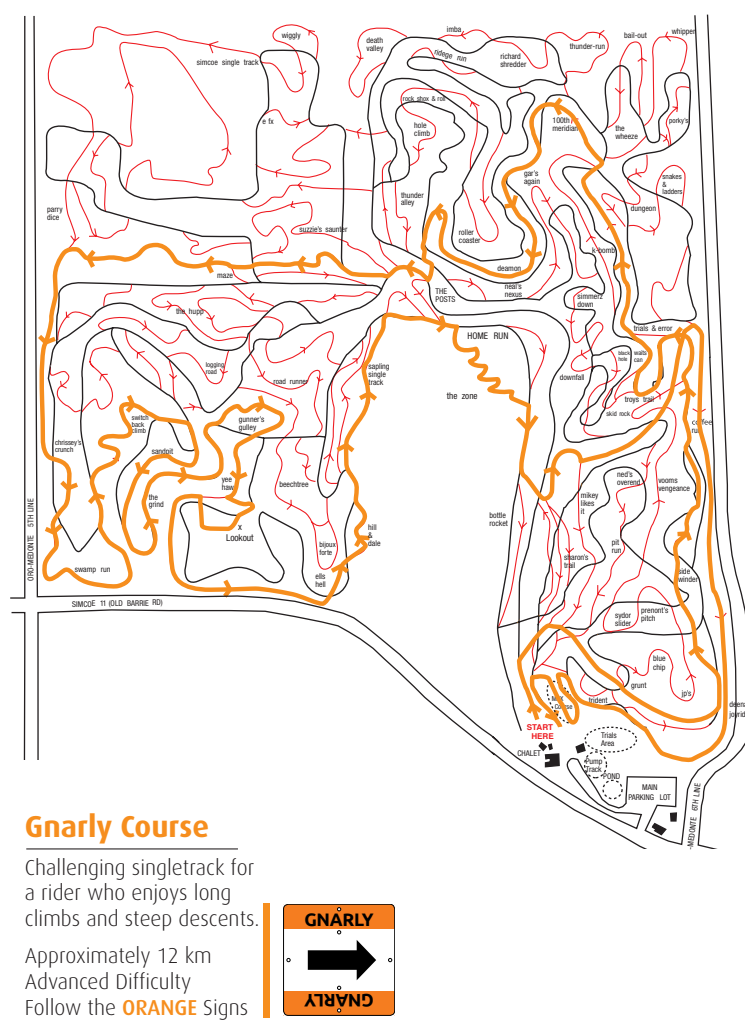 wiggly
simcoe single track
death
valley
imba
ridege run
richard
shredder
thunder-run
bail-out
whipper
rock shox & roll
hole
climb
e fx
100th
meridian
the
wheeze
porky's
gar's
again
snakes
&
ladders
thunder
alley
dungeon
parry
dice
suzzie's saunter
roller
coaster
k-bomb
maze
deamon
neal's
nexus
THE
POSTS
simmerz
down
the hupp
HOME RUN
trials & error
black
hole
walls
can
logging
road
road runner
sapling
single
track
downfall
the zone
troys trail
skid rock
switch
back
climb
gunner's
gulley
chrissey's
crunch
sandpit
yee
haw
beechtree
ned's
overend
vooms
vengeance
mikey
likes
it
the
grind
x
Lookout
hill
&
dale
bottle
rocket
pit
run
bijoux
forte
sharon's
trail
side
winder
swamp run
ells
hell
ORO-MEDONTE 5TH LINE
SIMCOE 11 (OLD BARRIE RD)
sydor
slider
prenont's
pitch
blue
chip
grunt
jp's
trident
Course
START
HERE
CHALET
Trials
Area
Pump
Track
POND
MAIN
PARKING LOT
-MEDONTE 6TH LINE
Gnarly Course
Challenging singletrack for
a rider who enjoys long
climbs and steep descents.
Approximately 12 km
Advanced Difficulty
Follow the ORANGE Signs
GNARLY
GNARLY